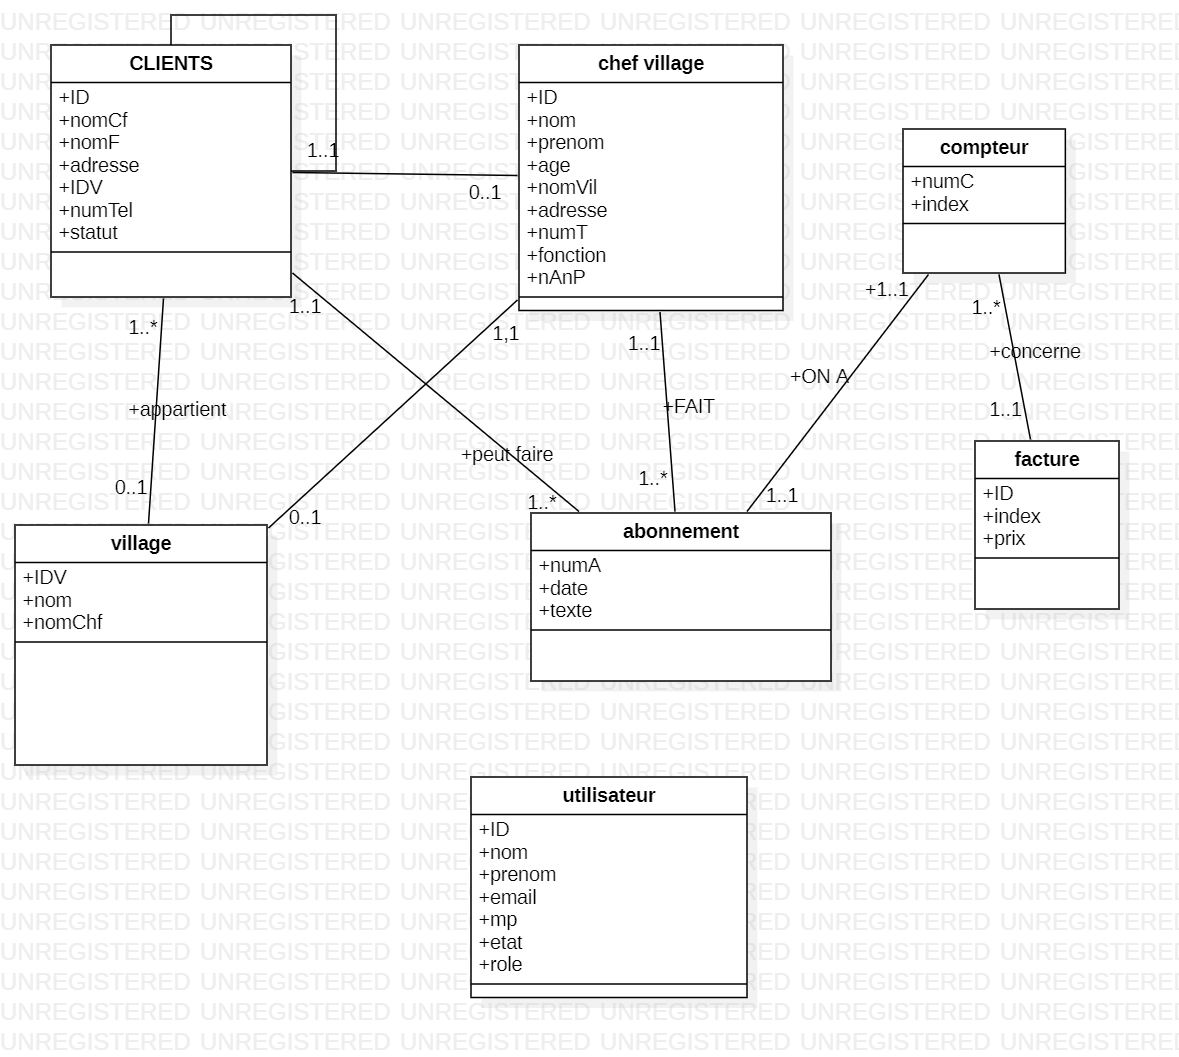 CLIENTS
+ID
+nomCf
+nomF
+adresse
+IDV
+numTel
+statut
1..1
0..1
chef village
+ID
+nom
+prenom
+age
+nomVil
+adresse
+numT
+fonction
+nAnP
compteur
+numC
+index
1..*
+appartient
0..1
1..1
+peut faire
1..*
1,1
0..1
1..1
+FAIT
1..*
+1..1
+ON A
1..1
1..*
+concerne
1..1
village
+IDV
+nom
+nomChf
abonnement
+numA
+date
+texte
facture
+ID
+index
+prix
utilisateur
+ID
+nom
+prenom
+email
+mp
+etat
+role
UNREGISTERED